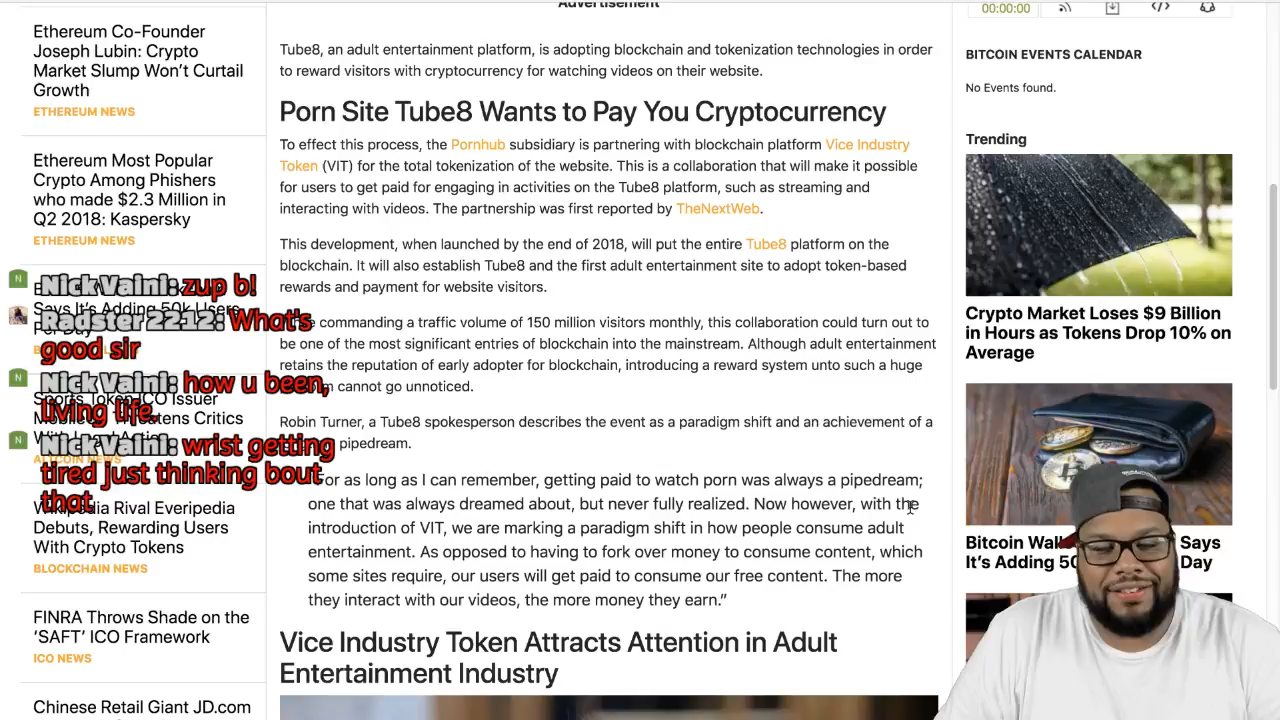 Advertisement
Ethereum Co-Founder
Joseph Lubin: Crypto
Market Slump Won't Curtail
Growth
ETHEREUM NEWS
Ethereum Most Popular
Crypto Among Phishers
who made $2.3 Million in
Q2 2018: Kaspersky
ETHEREUM NEWS
Says It's Adding 50k Users
Sports Token ICO Issuer
Wikipedia Rival Everipedia
Debuts, Rewarding Users
With Crypto Tokens
BLOCKCHAIN NEWS
FINRA Throws Shade on the
'SAFT' ICO Framework
ICO NEWS
Chinese Retail Giant JD.com
N
Nick Vaini: zup b!
Radster 2212: What's
good sir
N
Nick Vaini: how u been,
living life.
N
Nick Vaini: wrist getting
tired just thinking bout
that
Tube8, an adult entertainment platform, is adopting blockchain and tokenization technologies in order
to reward visitors with cryptocurrency for watching videos on their website.
Porn Site Tube8 Wants to Pay You Cryptocurrency
To effect this process, the Pornhub subsidiary is partnering with blockchain platform Vice Industry
Token (VIT) for the total tokenization of the website. This is a collaboration that will make it possible
for users to get paid for engaging in activities on the Tube8 platform, such as streaming and
interacting with videos. The partnership was first reported by TheNextWeb.
This development, when launched by the end of 2018, will put the entire Tube8 platform on the
blockchain. It will also establish Tube8 and the first adult entertainment site to adopt token-based
rewards and payment for website visitors.
commanding a traffic volume of 150 million visitors monthly, this collaboration could turn out to
be one of the most significant entries of blockchain into the mainstream. Although adult entertainment
retains the reputation of early adopter for blockchain, introducing a reward system unto such a huge
cannot go unnoticed.
Robin Turner, a Tube8 spokesperson describes the event as a paradigm shift and an achievement of a
pipedream.
For as long as I can remember, getting paid to watch porn was always a pipedream;
one that was always dreamed about, but never fully realized. Now however, with the
introduction of VIT, we are marking a paradigm shift in how people consume adult
entertainment. As opposed to having to fork over money to consume content, which
some sites require, our users will get paid to consume our free content. The more
they interact with our videos, the more money they earn."
Vice Industry Token Attracts Attention in Adult
Entertainment Industry
00:00:00
BITCOIN EVENTS CALENDAR
No Events found.
Trending
Crypto Market Loses $9 Billion
in Hours as Tokens Drop 10% on
Average
Bitcoin Says
It's Adding Day